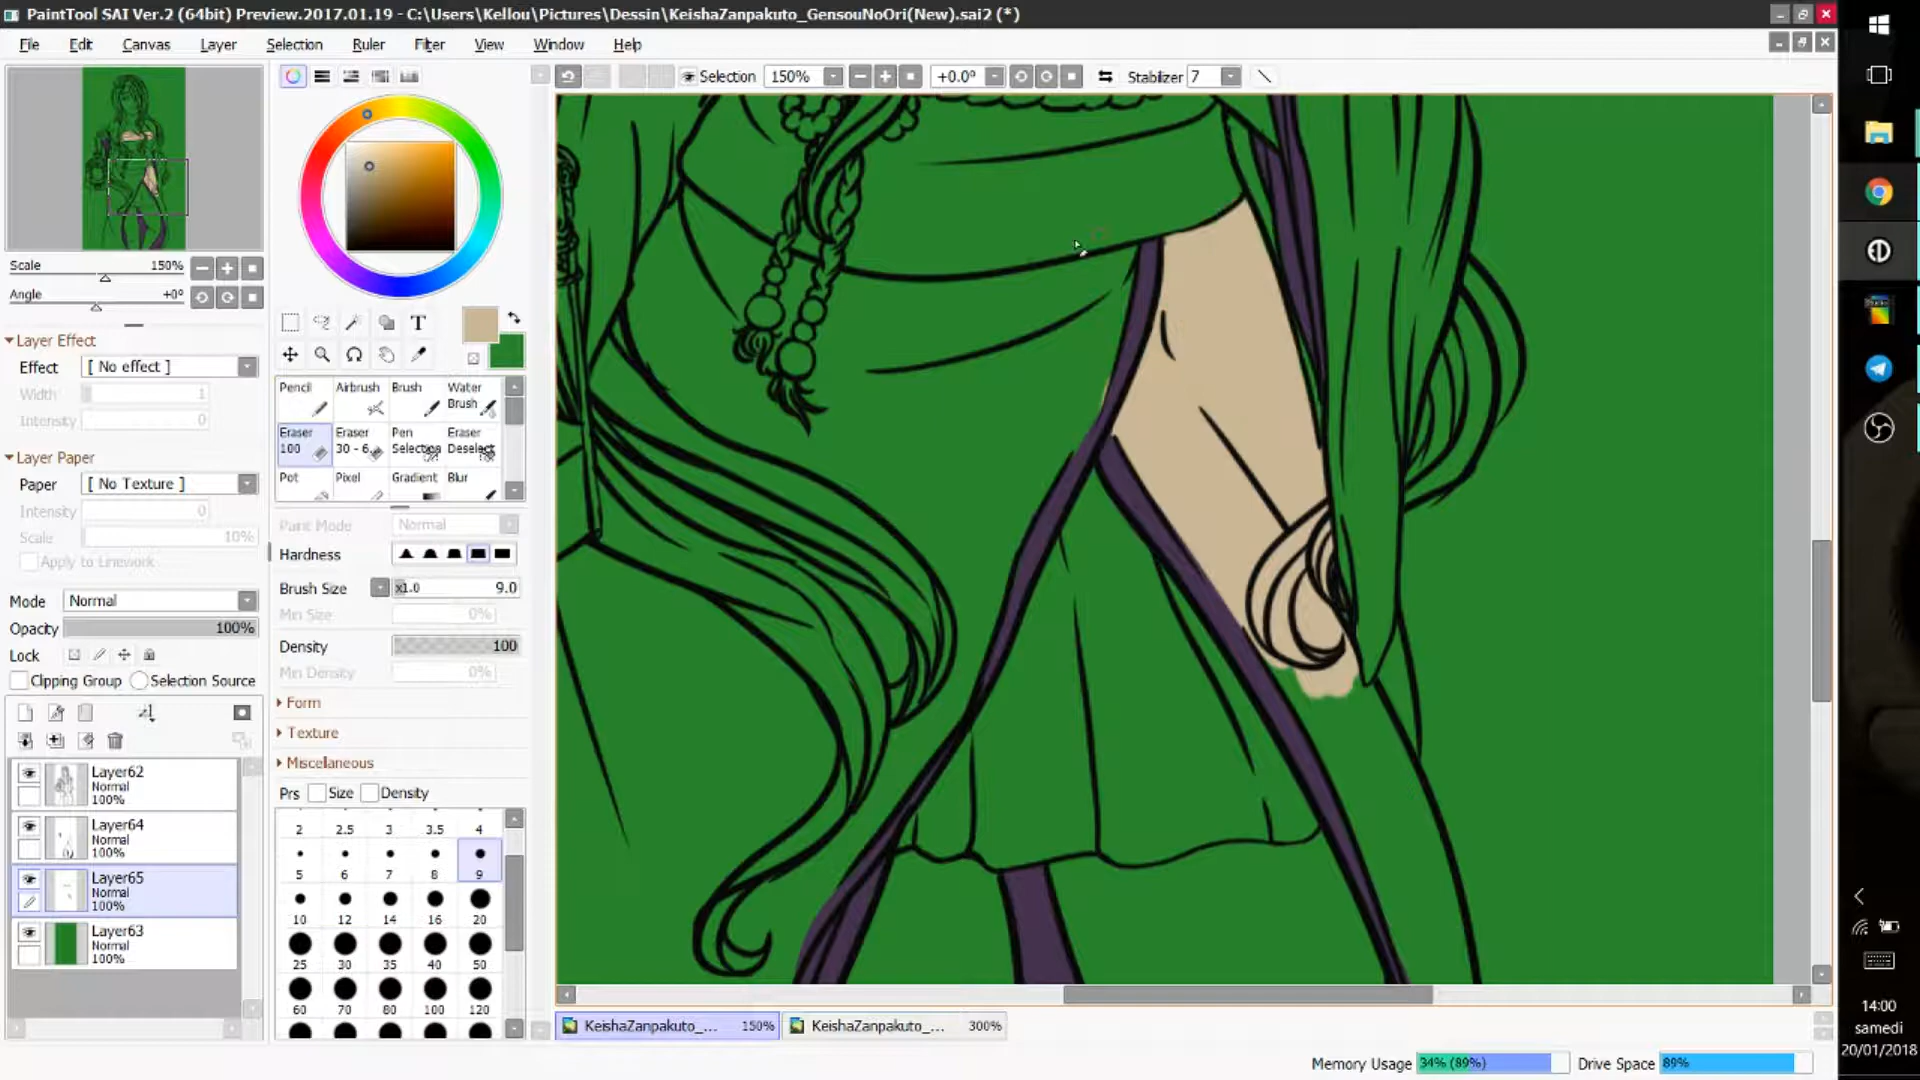 PaintTool SAI Ver.2 (64bit) Preview.2017.01.19 - C:\Users\Kellou\Pictures\Dessin\KeishaZanpakuto_GensouNoOri(New).sai2 (*)
File Edit Canvas Layer Selection Ruler Filter View Window Help
Selection 150% +0.0° Stabilizer 7
Scale 150%
Angle +0°
Layer Effect
Effect [ No effect ]
Width 1
Intensity 0
Layer Paper
Paper [ No Texture ]
Intensity 0
Scale 10%
Apply to Linework
Mode Normal
Opacity 100%
Lock
Clipping Group Selection Source
Layer62
Normal
100%
Layer64
Normal
100%
Layer65
Normal
100%
Layer63
Normal
100%
T
Pencil Airbrush Brush Water Brush
Eraser 100 Eraser 30 - 6 Pen Selection Eraser Deselect
Pot Pixel Gradient Blur
Paint Mode Normal
Hardness
Brush Size x1.0 9.0
Min Size 0%
Density 100
Min Density 0%
Form
Texture
Miscellaneous
Prs Size Density
2 2.5 3 3.5 4
5 6 7 8 9
10 12 14 16 20
25 30 35 40 50
60 70 80 100 120
KeishaZanpakuto_... 150% KeishaZanpakuto_... 300%
Memory Usage 34% (89%) Drive Space 89%
14:00
samedi
20/01/2018